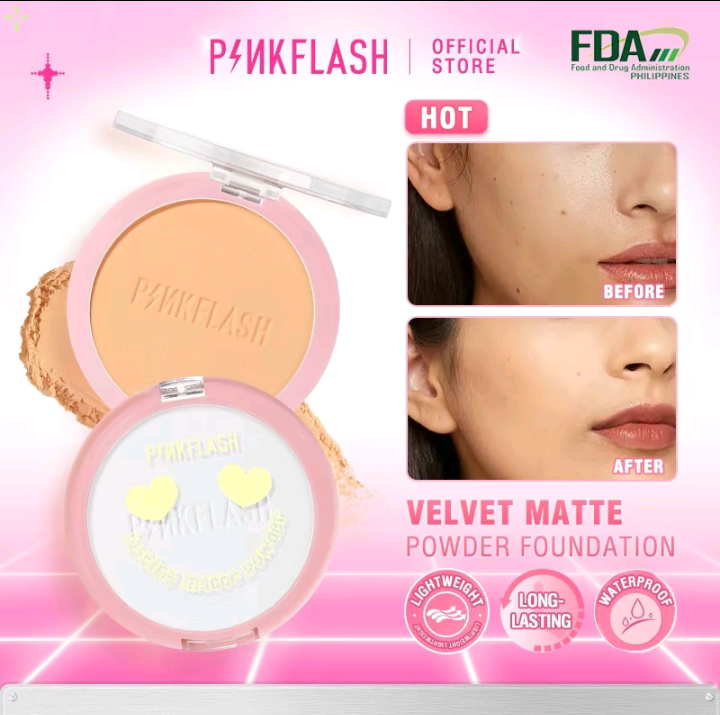 PINKFLASH
OFFICIAL
STORE
FDA
Food and Drug Administration
PHILIPPINES
HOT
BEFORE
PINKFLASH
AFTER
PINKFLASH
PINKFLASH
VELVET MATTE
POWDER FOUNDATION
LIGHTWEIGHT
LONG-
LASTING
WATERPROOF